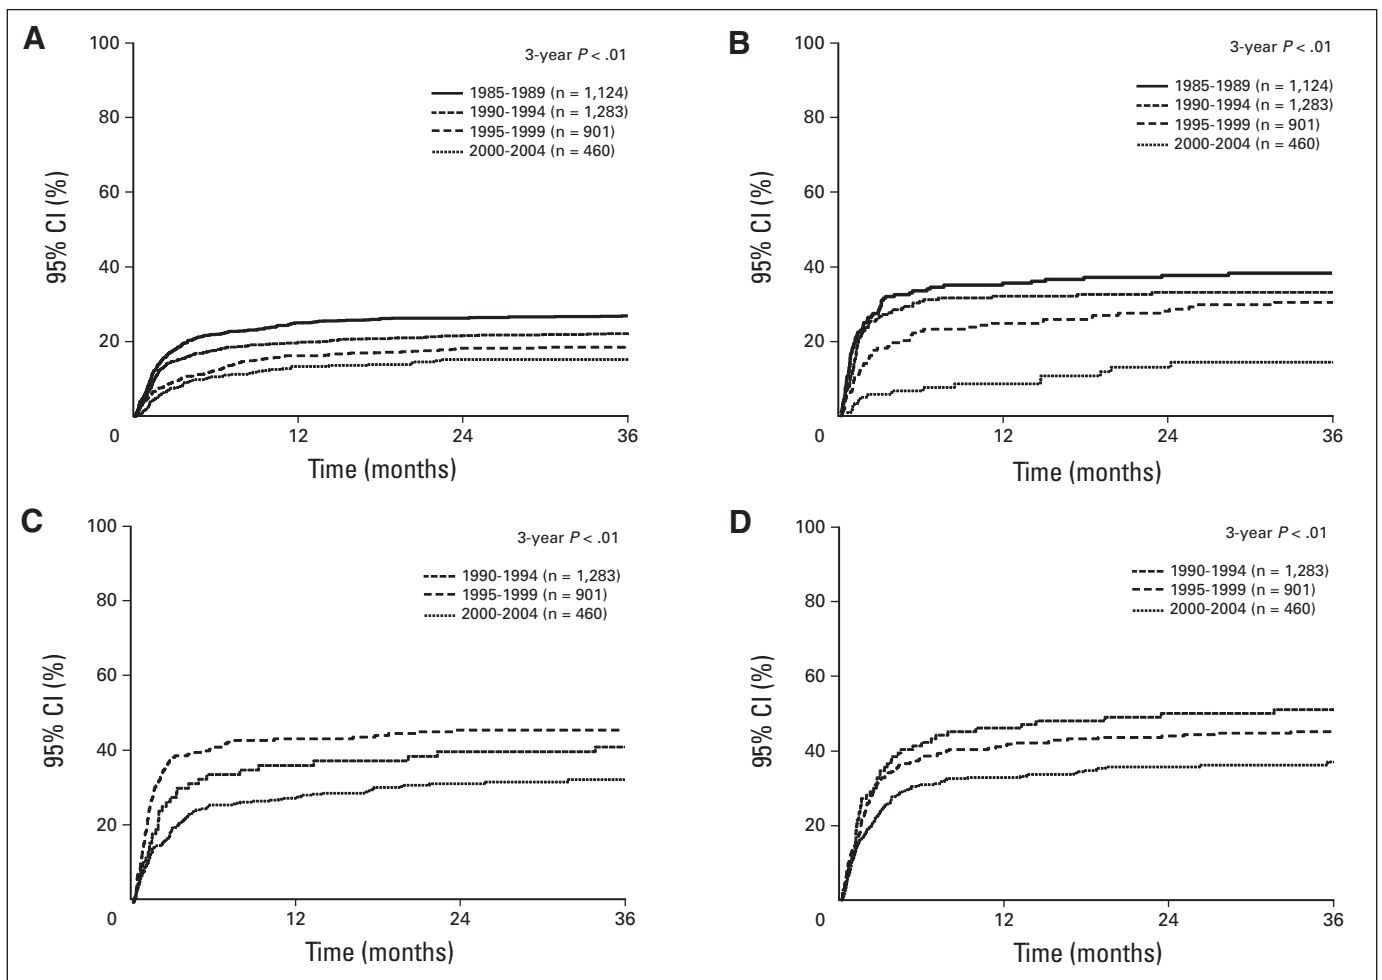 A
100
80
60
40
20
0
12
24
36
95% CI (%)
Time (months)
3-year P < .01
1985-1989 (n = 1,124)
1990-1994 (n = 1,283)
1995-1999 (n = 901)
2000-2004 (n = 460)
B
100
80
60
40
20
0
12
24
36
95% CI (%)
Time (months)
3-year P < .01
1985-1989 (n = 1,124)
1990-1994 (n = 1,283)
1995-1999 (n = 901)
2000-2004 (n = 460)
C
100
80
60
40
20
0
12
24
36
95% CI (%)
Time (months)
3-year P < .01
1990-1994 (n = 1,283)
1995-1999 (n = 901)
2000-2004 (n = 460)
D
100
80
60
40
20
0
12
24
36
95% CI (%)
Time (months)
3-year P < .01
1990-1994 (n = 1,283)
1995-1999 (n = 901)
2000-2004 (n = 460)